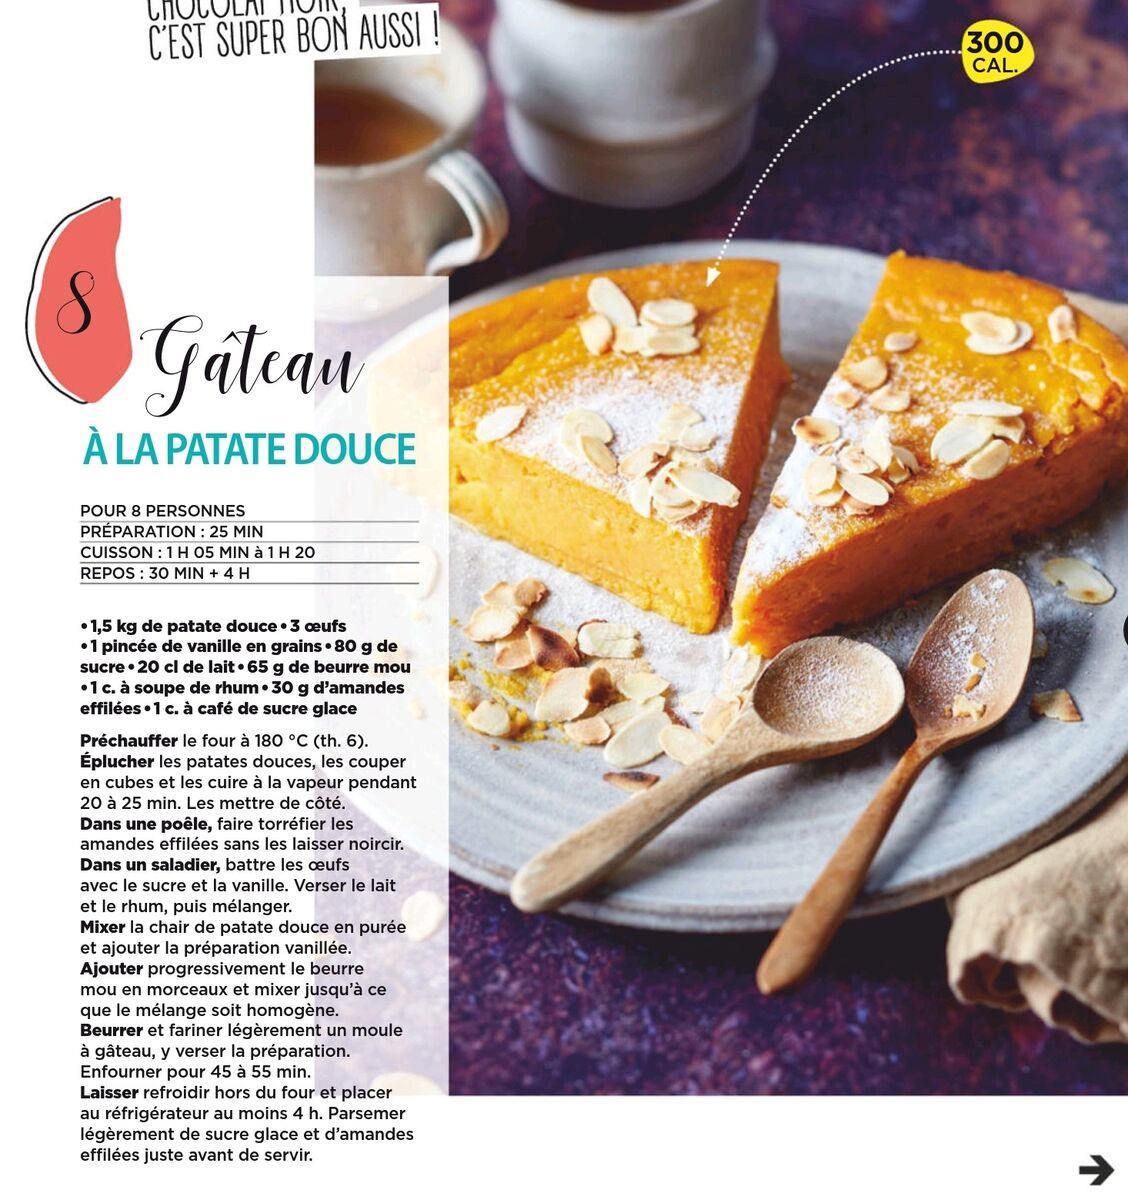 CHOCOLAT NOIR,
C'EST SUPER BON AUSSI !
300
CAL.
8
Gâteau
À LA PATATE DOUCE
POUR 8 PERSONNES
PRÉPARATION : 25 MIN
CUISSON : 1 H 05 MIN à 1 H 20
REPOS : 30 MIN + 4 H
• 1,5 kg de patate douce • 3 œufs
• 1 pincée de vanille en grains • 80 g de
sucre • 20 cl de lait • 65 g de beurre mou
• 1 c. à soupe de rhum • 30 g d'amandes
effilées • 1 c. à café de sucre glace
Préchauffer le four à 180 °C (th. 6).
Éplucher les patates douces, les couper
en cubes et les cuire à la vapeur pendant
20 à 25 min. Les mettre de côté.
Dans une poêle, faire torréfier les
amandes effilées sans les laisser noircir.
Dans un saladier, battre les œufs
avec le sucre et la vanille. Verser le lait
et le rhum, puis mélanger.
Mixer la chair de patate douce en purée
et ajouter la préparation vanillée.
Ajouter progressivement le beurre
mou en morceaux et mixer jusqu'à ce
que le mélange soit homogène.
Beurrer et fariner légèrement un moule
à gâteau, y verser la préparation.
Enfourner pour 45 à 55 min.
Laisser refroidir hors du four et placer
au réfrigérateur au moins 4 h. Parsemer
légèrement de sucre glace et d'amandes
effilées juste avant de servir.